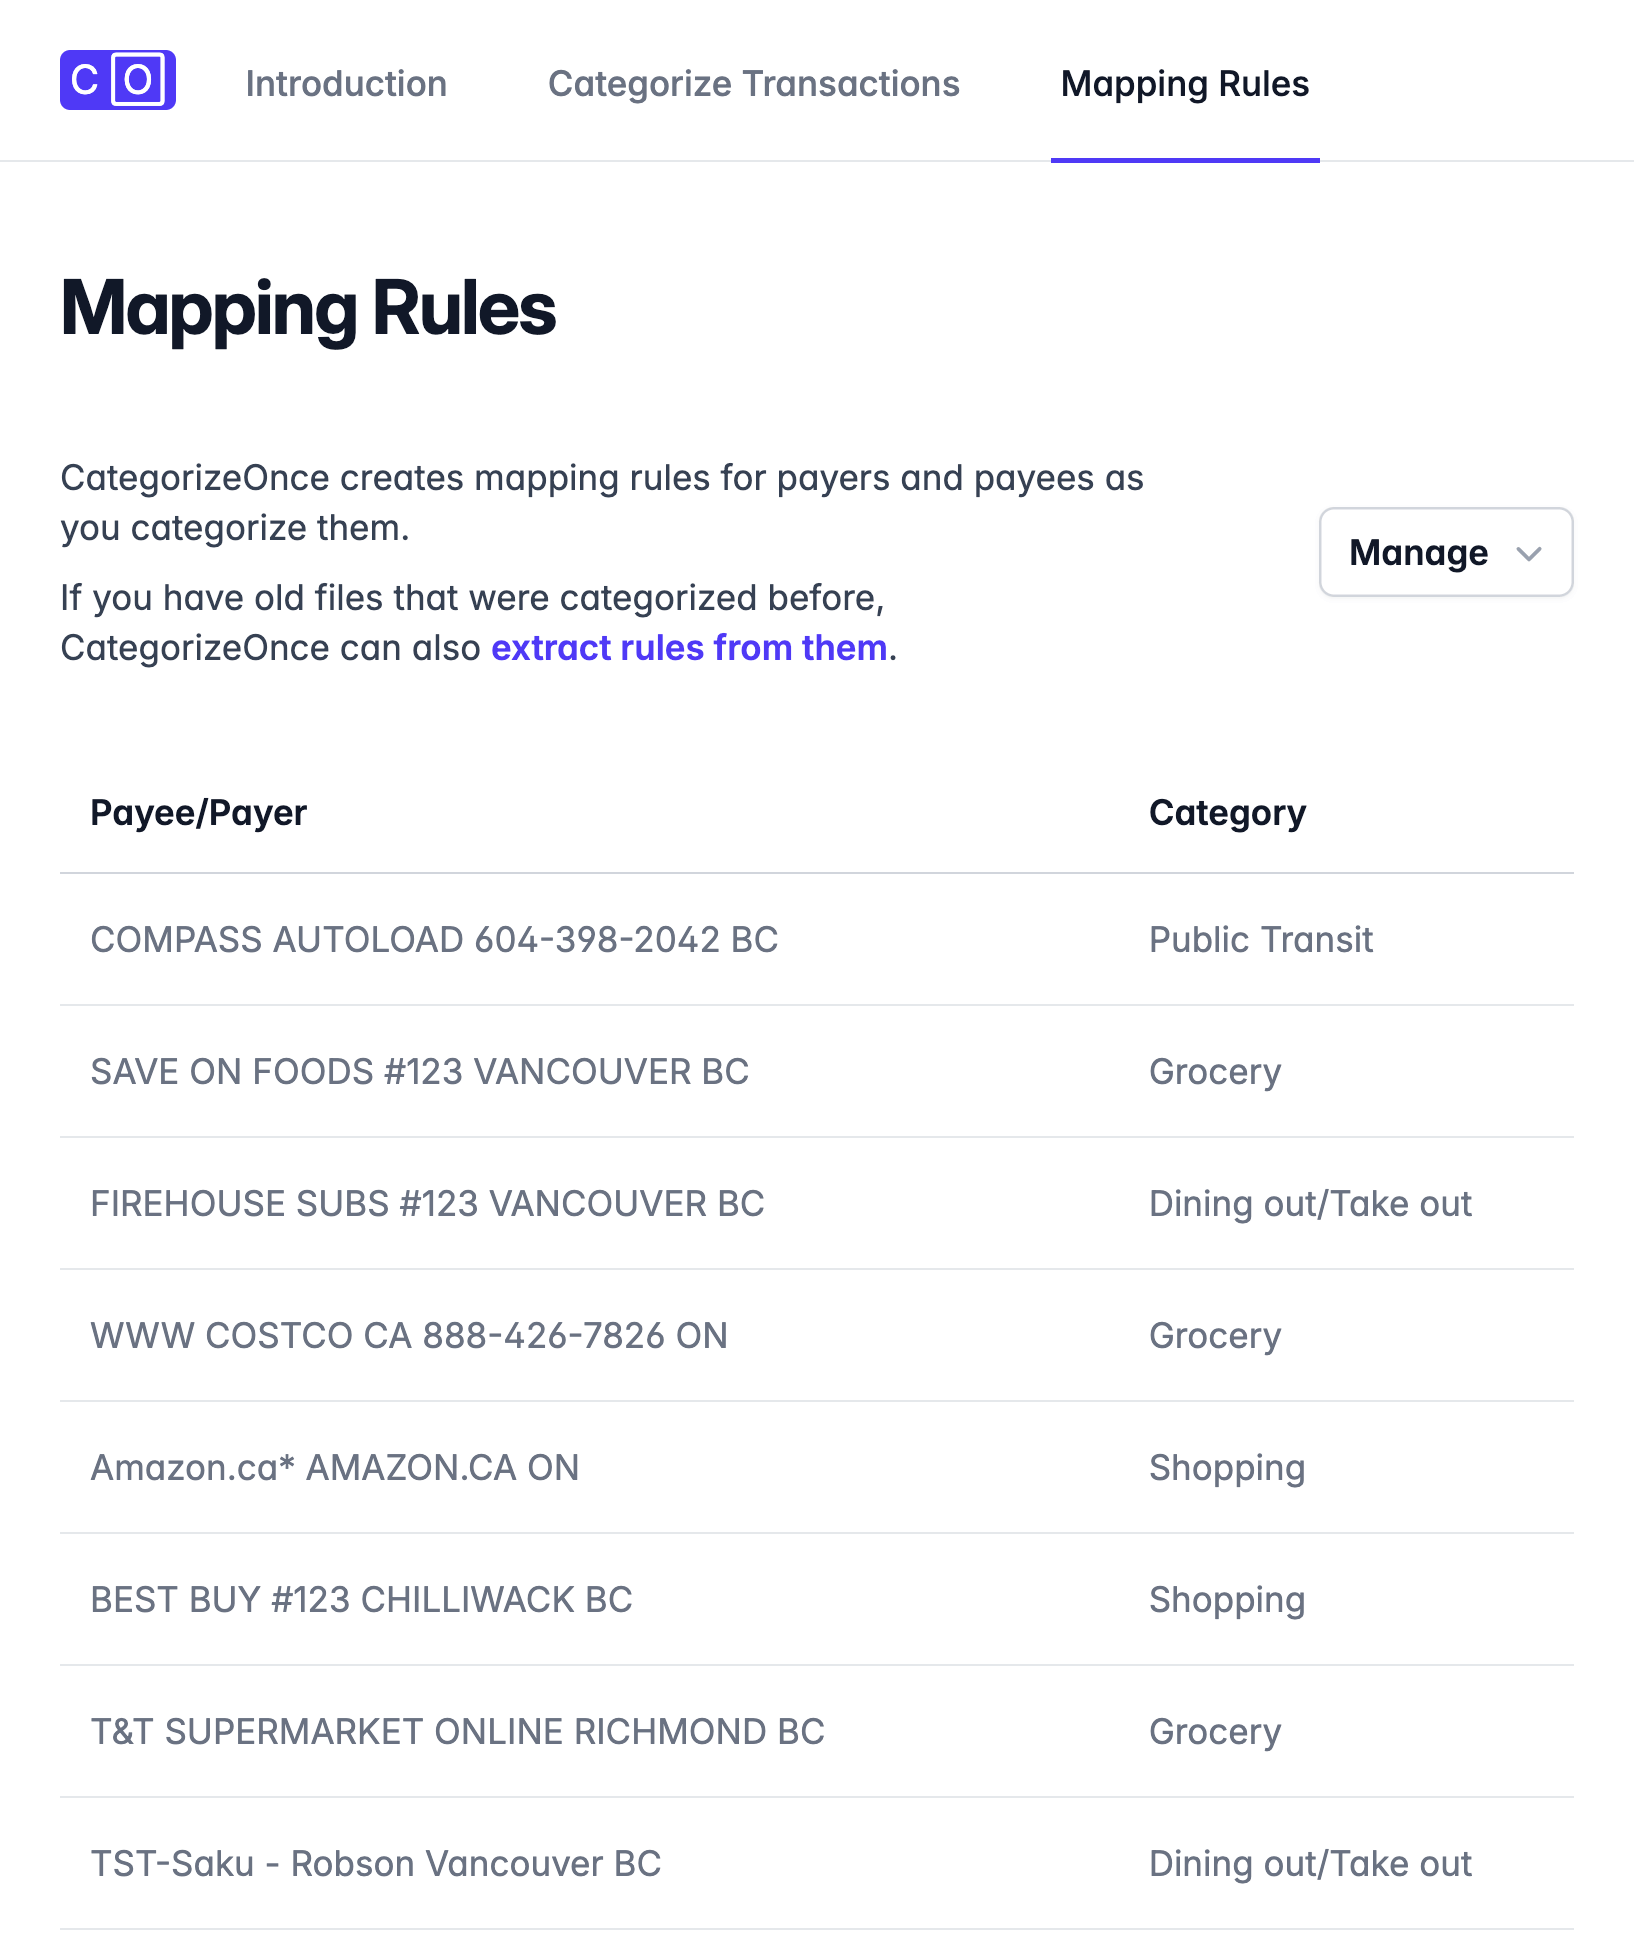 CO Introduction Categorize Transactions Mapping Rules
Mapping Rules
CategorizeOnce creates mapping rules for payers and payees as
you categorize them.
If you have old files that were categorized before,
CategorizeOnce can also extract rules from them.
Manage
Payee/Payer Category
COMPASS AUTOLOAD 604-398-2042 BC Public Transit
SAVE ON FOODS #123 VANCOUVER BC Grocery
FIREHOUSE SUBS #123 VANCOUVER BC Dining out/Take out
WWW COSTCO CA 888-426-7826 ON Grocery
Amazon.ca* AMAZON.CA ON Shopping
BEST BUY #123 CHILLIWACK BC Shopping
T&T SUPERMARKET ONLINE RICHMOND BC Grocery
TST-Saku - Robson Vancouver BC Dining out/Take out